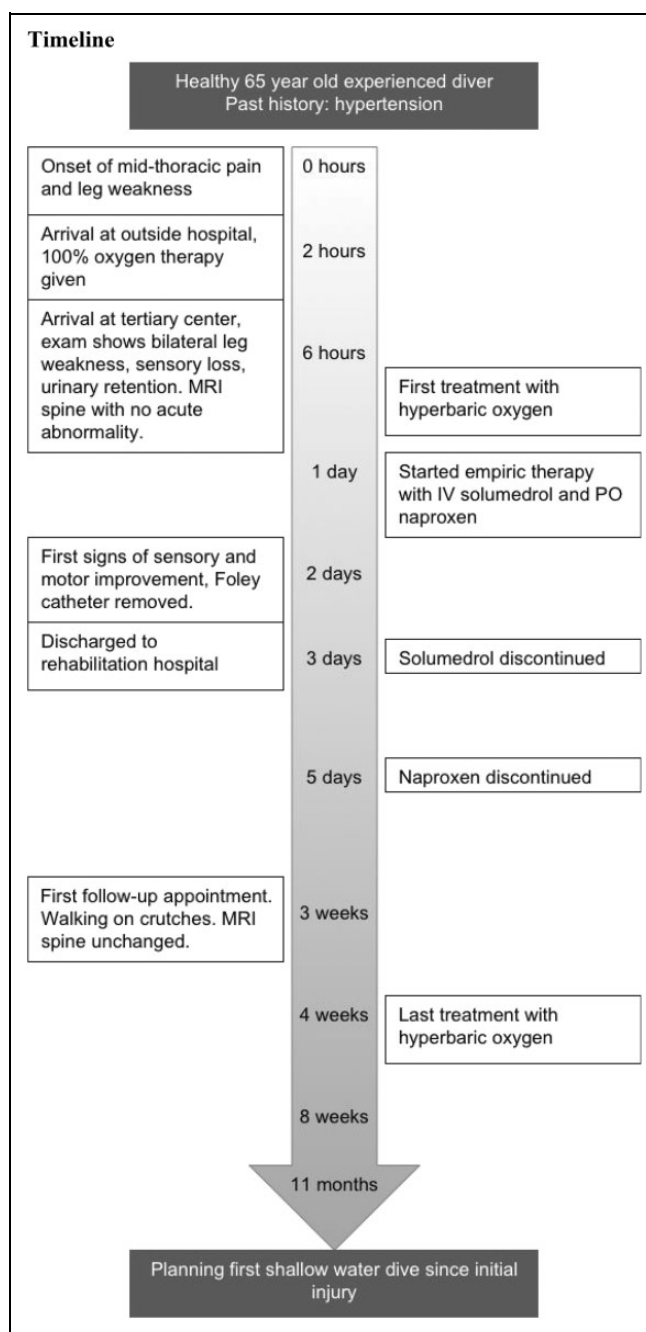 Timeline
Healthy 65 year old experienced diver
Past history: hypertension
Onset of mid-thoracic pain
and leg weakness
0 hours
Arrival at outside hospital,
100% oxygen therapy
given
2 hours
Arrival at tertiary center,
exam shows bilateral leg
weakness, sensory loss,
urinary retention. MRI
spine with no acute
abnormality.
6 hours
First treatment with
hyperbaric oxygen
1 day
Started empiric therapy
with IV solumedrol and PO
naproxen
First signs of sensory and
motor improvement, Foley
catheter removed.
2 days
Discharged to
rehabilitation hospital
3 days
Solumedrol discontinued
5 days
Naproxen discontinued
First follow-up appointment.
Walking on crutches. MRI
spine unchanged.
3 weeks
4 weeks
Last treatment with
hyperbaric oxygen
8 weeks
11 months
Planning first shallow water dive since initial
injury